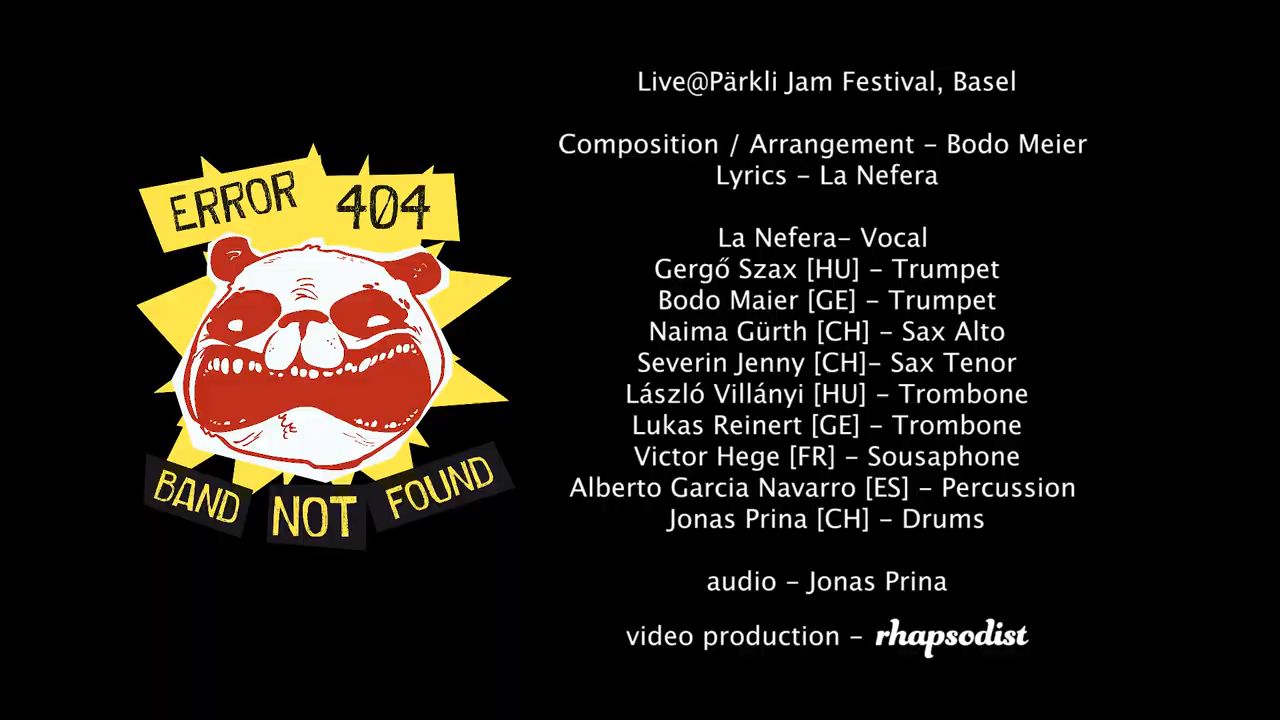 ERROR 404
BAND NOT FOUND
Live@Pärkli Jam Festival, Basel
Composition / Arrangement – Bodo Meier
Lyrics – La Nefera
La Nefera– Vocal
Gergő Szax [HU] – Trumpet
Bodo Maier [GE] – Trumpet
Naima Gürth [CH] – Sax Alto
Severin Jenny [CH]– Sax Tenor
László Villányi [HU] – Trombone
Lukas Reinert [GE] – Trombone
Victor Hege [FR] – Sousaphone
Alberto Garcia Navarro [ES] – Percussion
Jonas Prina [CH] – Drums
audio – Jonas Prina
video production – rhapsodist